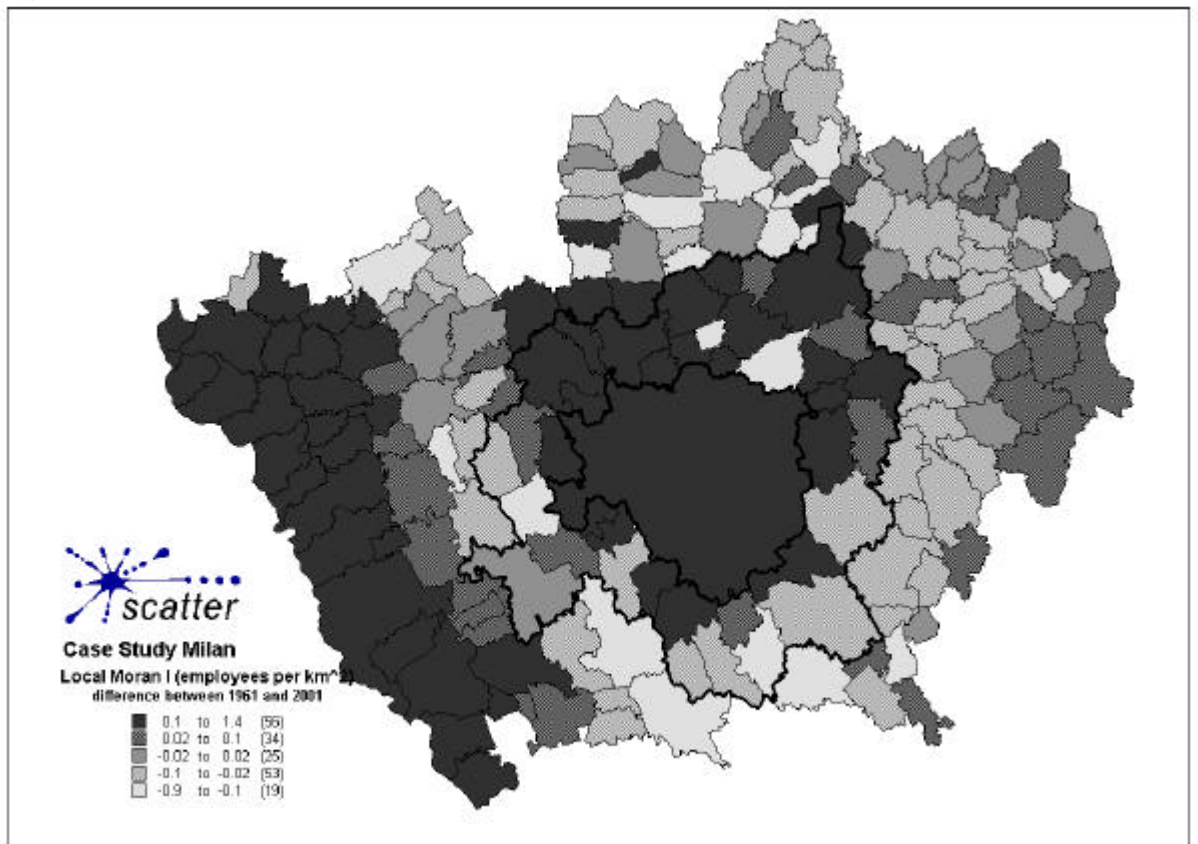 scatter
Case Study Milan
Local Moran I (employees per km^2)
difference between 1961 and 2001
0.1 to 1.4 (56)
0.02 to 0.1 (34)
-0.02 to 0.02 (25)
-0.1 to -0.02 (53)
-0.9 to -0.1 (19)